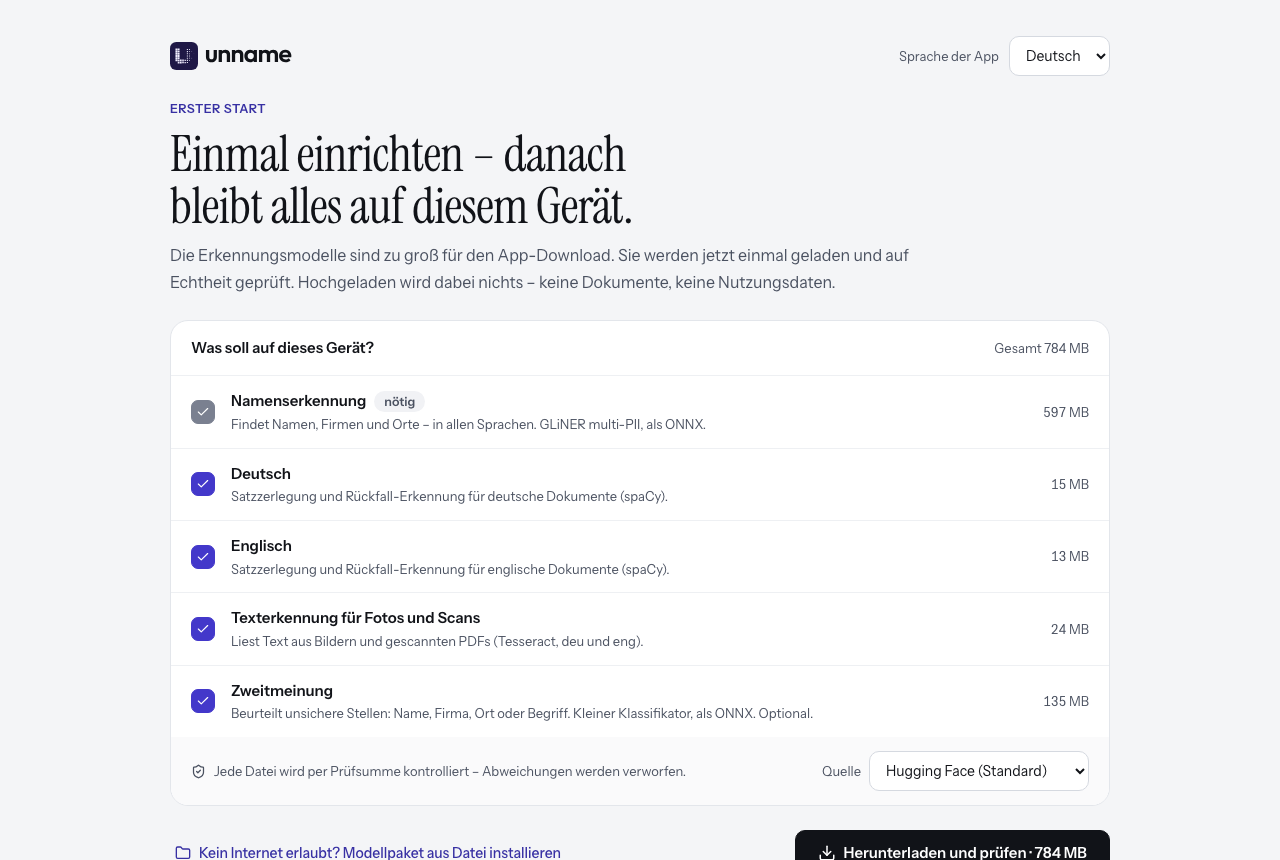 unname
Sprache der App
Deutsch
ERSTER START
Einmal einrichten – danach
bleibt alles auf diesem Gerät.
Die Erkennungsmodelle sind zu groß für den App-Download. Sie werden jetzt einmal geladen und auf
Echtheit geprüft. Hochgeladen wird dabei nichts – keine Dokumente, keine Nutzungsdaten.
Was soll auf dieses Gerät?
Gesamt 784 MB
Namenserkennung nötig
Findet Namen, Firmen und Orte – in allen Sprachen. GLiNER multi-PII, als ONNX.
597 MB
Deutsch
Satzzerlegung und Rückfall-Erkennung für deutsche Dokumente (spaCy).
15 MB
Englisch
Satzzerlegung und Rückfall-Erkennung für englische Dokumente (spaCy).
13 MB
Texterkennung für Fotos und Scans
Liest Text aus Bildern und gescannten PDFs (Tesseract, deu und eng).
24 MB
Zweitmeinung
Beurteilt unsichere Stellen: Name, Firma, Ort oder Begriff. Kleiner Klassifikator, als ONNX. Optional.
135 MB
Jede Datei wird per Prüfsumme kontrolliert – Abweichungen werden verworfen.
Quelle
Hugging Face (Standard)
Kein Internet erlaubt? Modellpaket aus Datei installieren
Herunterladen und prüfen · 784 MB